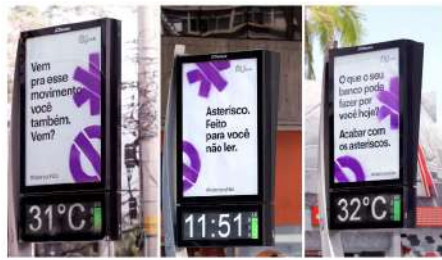 Vem
pra esse
movimento
você
também.
Vem?
31°C
Asterisco.
Feito
para você
não ler.
11:51
O que o seu
banco pode
fazer por
você hoje?
Acabar com
os asteriscos.
32°C